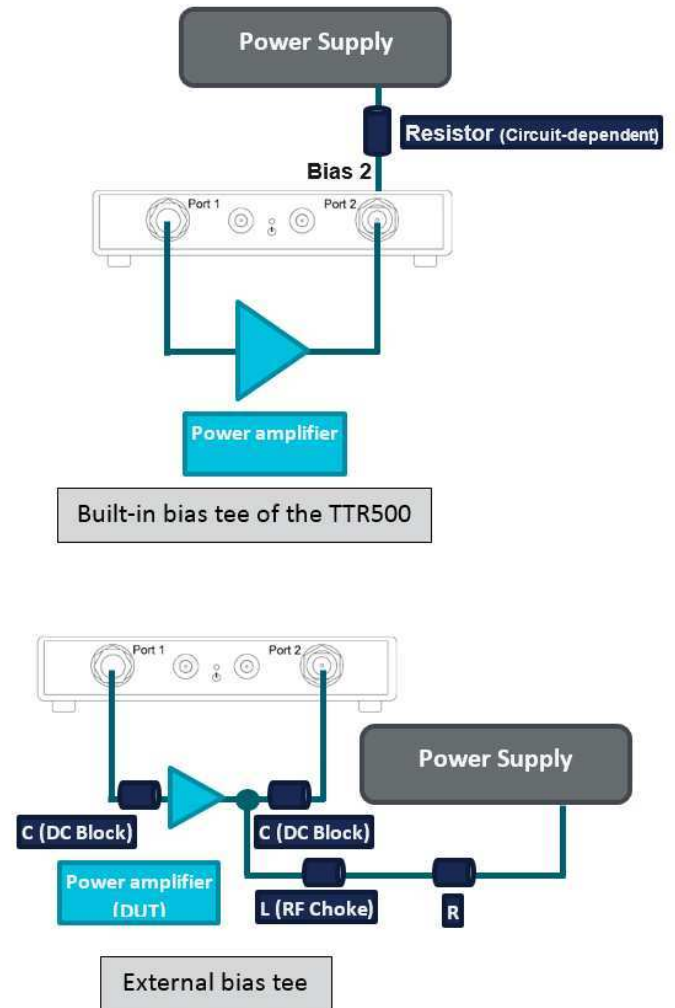 Power Supply
Resistor (Circuit-dependent)
Bias 2
Port 1
Port 2
Power amplifier
Built-in bias tee of the TTR500
Port 1
Port 2
Power Supply
C (DC Block)
C (DC Block)
Power amplifier
(DUT)
L (RF Choke)
R
External bias tee